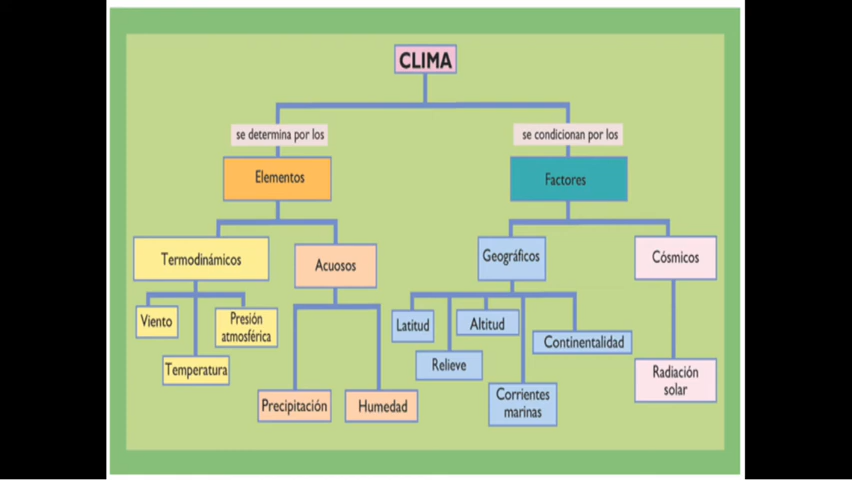 CLIMA
se determina por los
se condicionan por los
Elementos
Factores
Termodinámicos
Acuosos
Geográficos
Cósmicos
Viento
Presión
atmosférica
Temperatura
Precipitación
Humedad
Latitud
Altitud
Continentalidad
Relieve
Corrientes
marinas
Radiación
solar